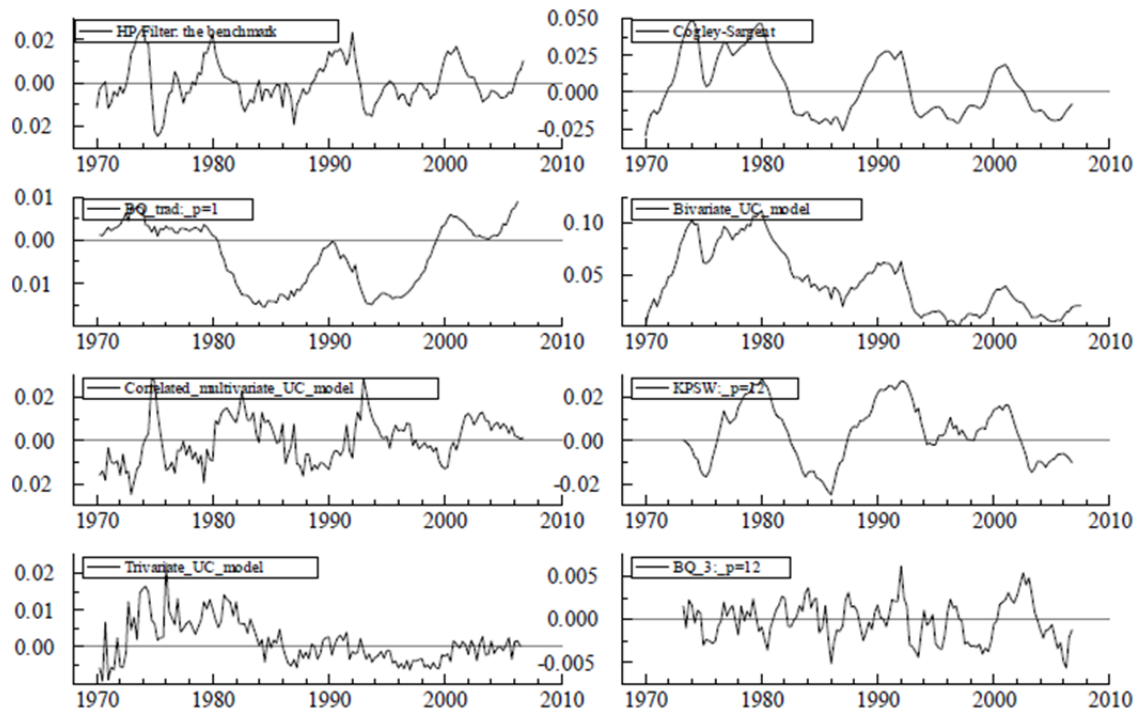 HP Filter: the benchmark
0.02
0.00
0.02
1970 1980 1990 2000 2010
Cogley-Sargent
0.050
0.025
0.000
-0.025
1970 1980 1990 2000 2010
BQ_trad:_p=1
0.01
0.00
0.01
1970 1980 1990 2000 2010
Bivariate_UC_model
0.10
0.05
1970 1980 1990 2000 2010
Correlated_multivariate_UC_model
0.02
0.00
0.02
1970 1980 1990 2000 2010
KPSW:_p=12
0.02
0.00
-0.02
1970 1980 1990 2000 2010
Trivariate_UC_model
0.02
0.01
0.00
1970 1980 1990 2000 2010
BQ_3:_p=12
0.005
0.000
-0.005
1970 1980 1990 2000 2010